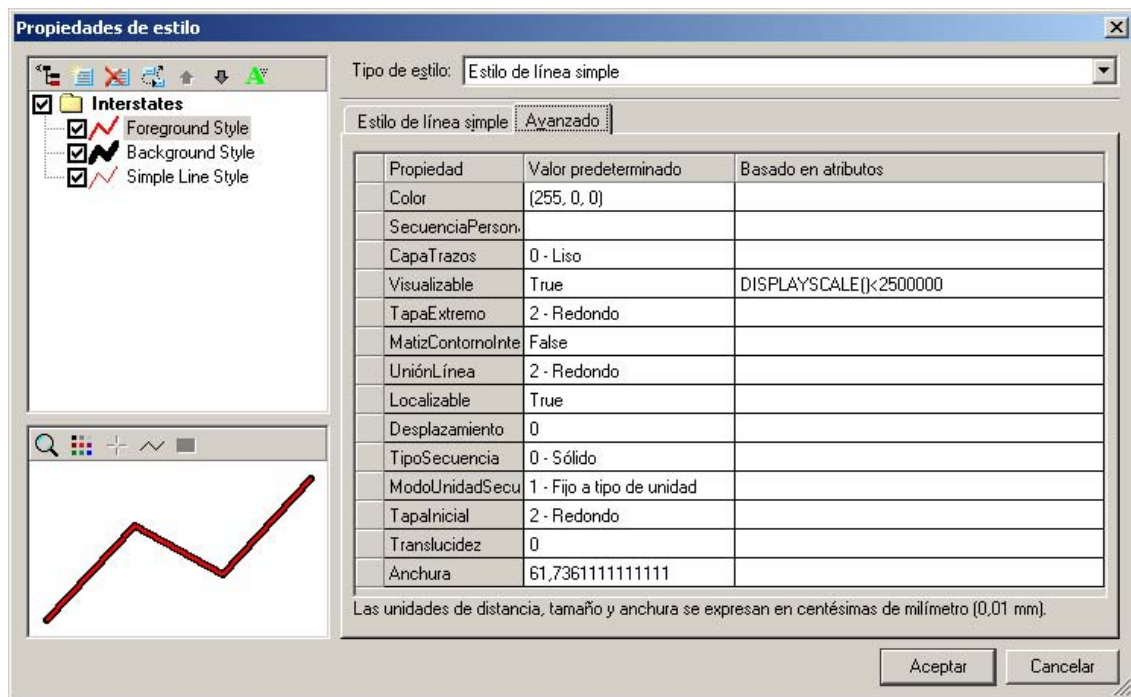 Propiedades de estilo
Interstates
Foreground Style
Background Style
Simple Line Style
Tipo de estilo: Estilo de línea simple
Estilo de línea simple Avanzado
Propiedad Valor predeterminado Basado en atributos
Color (255, 0, 0)
SecuenciaPerson
CapaTrazos 0 - Liso
Visualizable True DISPLAYSCALE()<2500000
TapaExtremo 2 - Redondo
MatizContornoInte False
UniónLínea 2 - Redondo
Localizable True
Desplazamiento 0
TipoSecuencia 0 - Sólido
ModoUnidadSecu 1 - Fijo a tipo de unidad
TapaInicial 2 - Redondo
Translucidez 0
Anchura 61,7361111111111
Las unidades de distancia, tamaño y anchura se expresan en centésimas de milímetro (0,01 mm).
Aceptar Cancelar